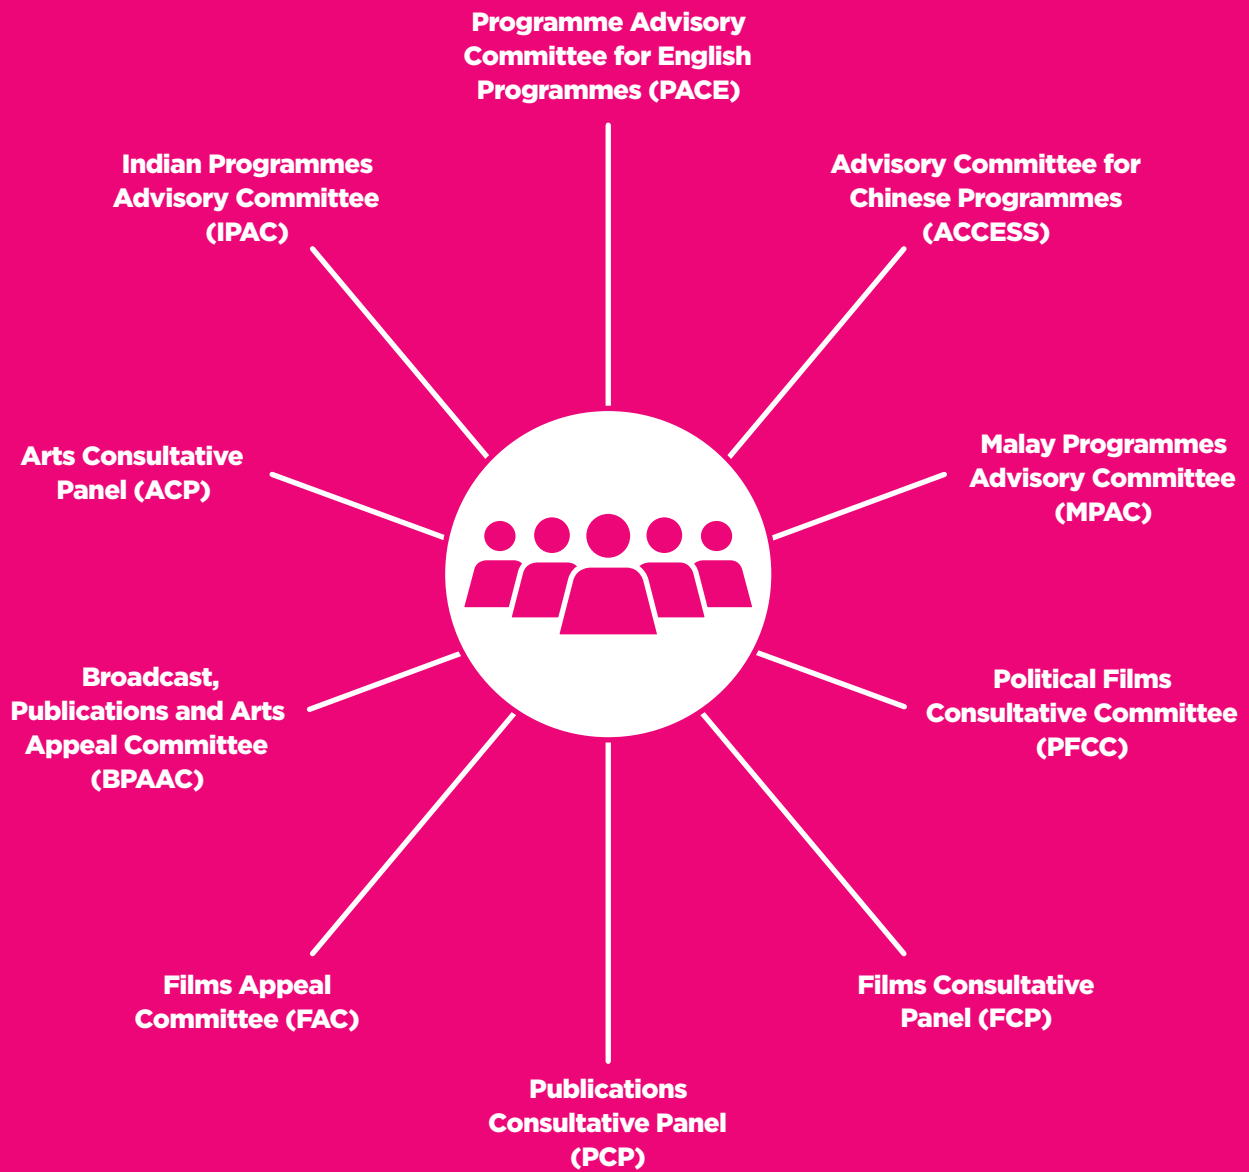 Programme Advisory
Committee for English
Programmes (PACE)
Indian Programmes
Advisory Committee
(IPAC)
Advisory Committee for
Chinese Programmes
(ACCESS)
Arts Consultative
Panel (ACP)
Malay Programmes
Advisory Committee
(MPAC)
Broadcast,
Publications and Arts
Appeal Committee
(BPAAC)
Political Films
Consultative Committee
(PFCC)
Films Appeal
Committee (FAC)
Films Consultative
Panel (FCP)
Publications
Consultative Panel
(PCP)